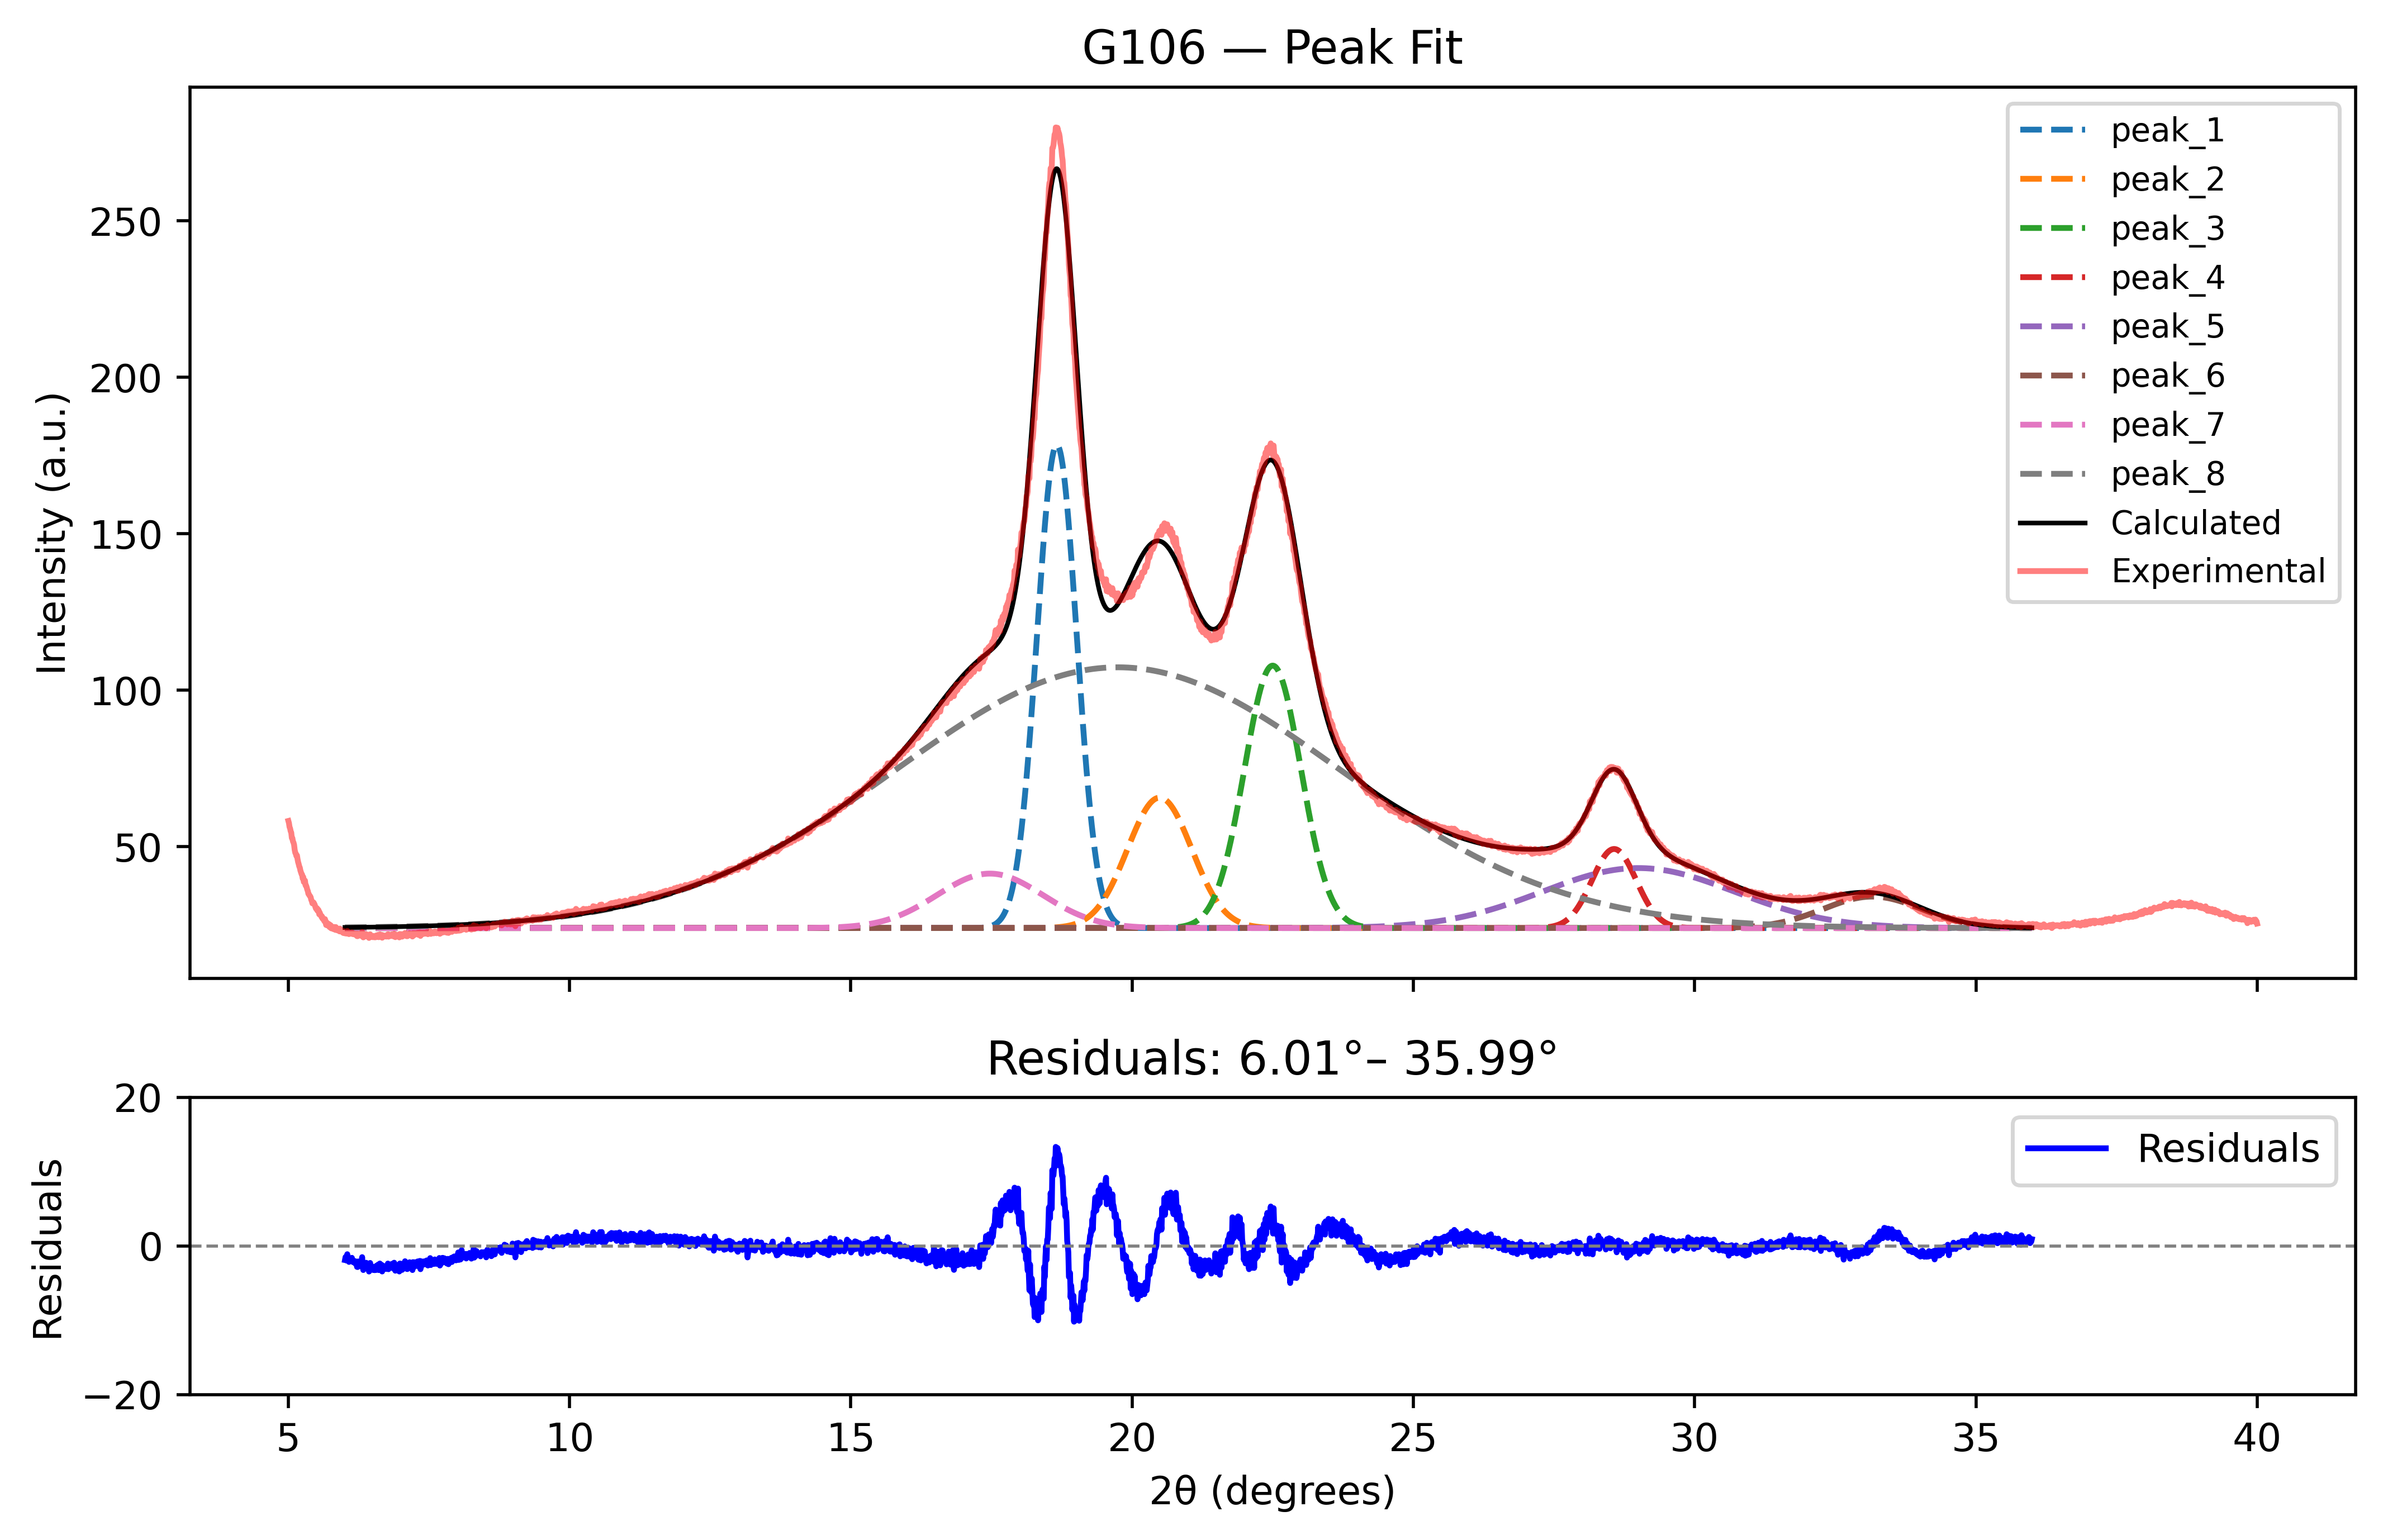 G106 — Peak Fit
Intensity (a.u.)
250
200
150
100
50
peak_1
peak_2
peak_3
peak_4
peak_5
peak_6
peak_7
peak_8
Calculated
Experimental
Residuals: 6.01°– 35.99°
Residuals
20
0
−20
Residuals
5 10 15 20 25 30 35 40
2θ (degrees)